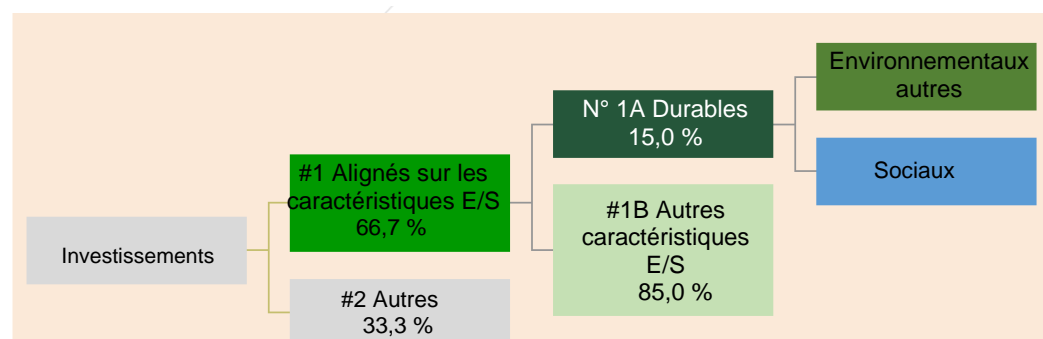 Investissements
#1 Alignés sur les
caractéristiques E/S
66,7 %
#2 Autres
33,3 %
N° 1A Durables
15,0 %
#1B Autres
caractéristiques
E/S
85,0 %
Environnementaux
autres
Sociaux